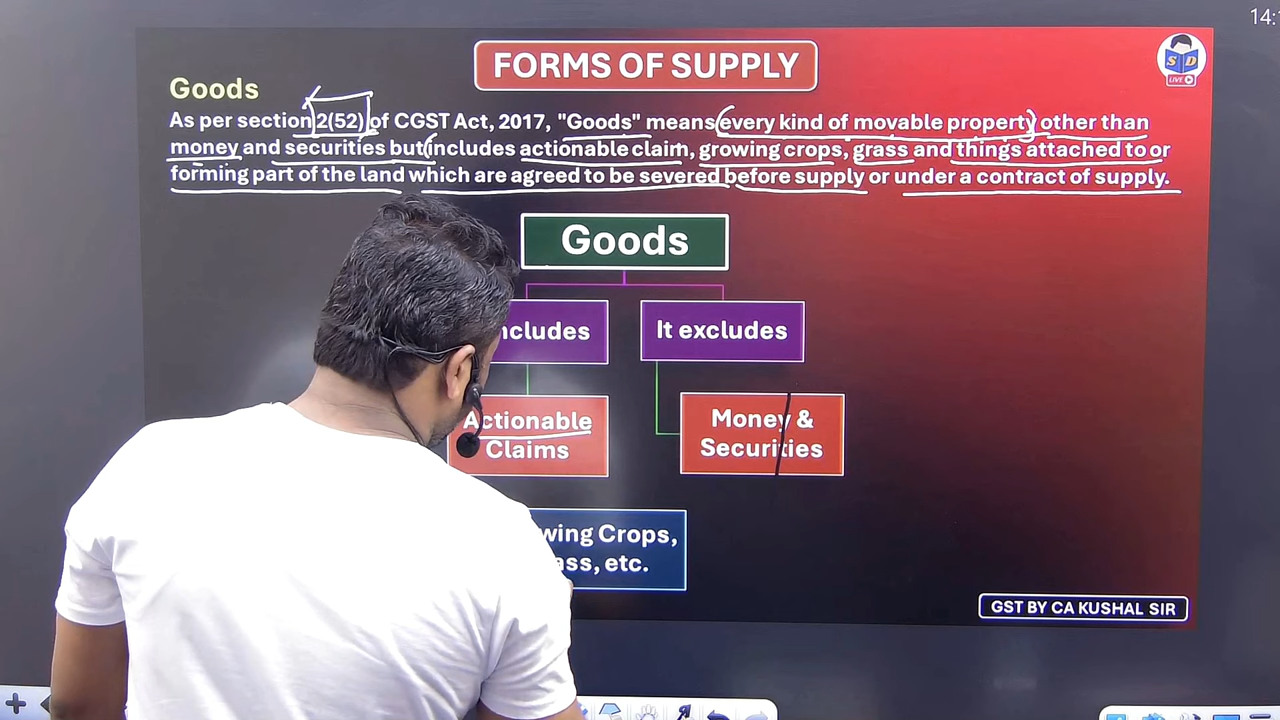 14:
FORMS OF SUPPLY
S D
LIVE
Goods
As per section 2(52) of CGST Act, 2017, "Goods" means every kind of movable property other than
money and securities but includes actionable claim, growing crops, grass and things attached to or
forming part of the land which are agreed to be severed before supply or under a contract of supply.
Goods
ncludes
It excludes
Actionable
Claims
Money &
Securities
wing Crops,
ass, etc.
GST BY CA KUSHAL SIR